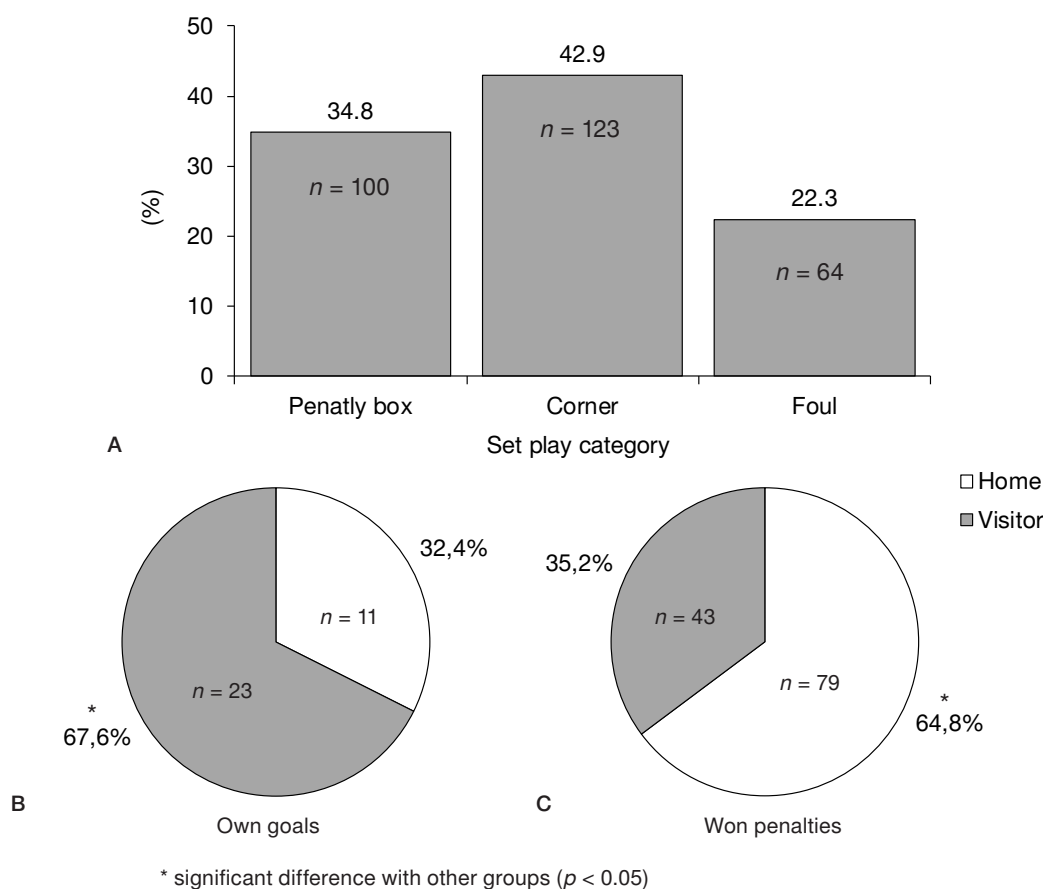 50
42.9
40
34.8
n = 123
30
n = 100
22.3
(%)
20
n = 64
10
0
Penatly box Corner Foul
A Set play category
Home
Visitor
32,4%
35,2%
n = 11
n = 43
n = 23
n = 79
*
67,6%
*
64,8%
B C
Own goals Won penalties
* significant difference with other groups (p < 0.05)